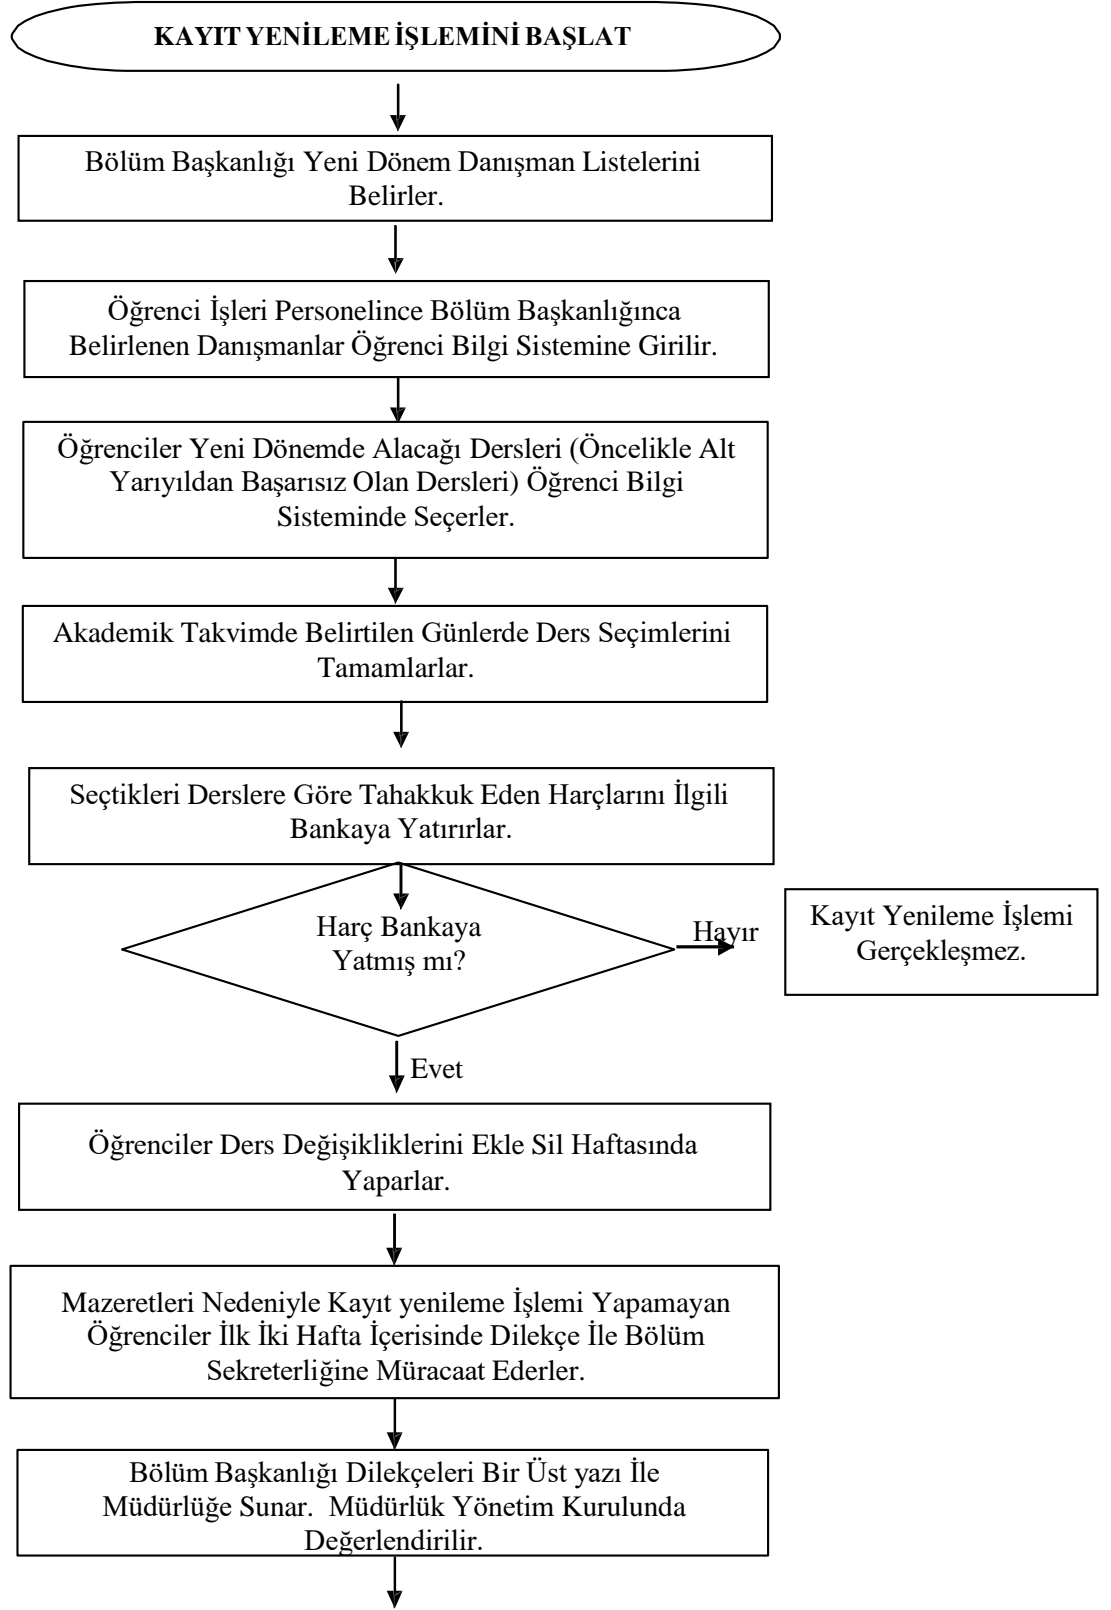 KAYIT YENİLEME İŞLEMİNİ BAŞLAT
Bölüm Başkanlığı Yeni Dönem Danışman Listelerini
Belirler.
Öğrenci İşleri Personelince Bölüm Başkanlığınca
Belirlenen Danışmanlar Öğrenci Bilgi Sistemine Girilir.
Öğrenciler Yeni Dönemde Alacağı Dersleri (Öncelikle Alt
Yarıyıldan Başarısız Olan Dersleri) Öğrenci Bilgi
Sisteminde Seçerler.
Akademik Takvimde Belirtilen Günlerde Ders Seçimlerini
Tamamlarlar.
Seçtikleri Derslere Göre Tahakkuk Eden Harçlarını İlgili
Bankaya Yatırırlar.
Harç Bankaya
Yatmış mı?
Hayır
Kayıt Yenileme İşlemi
Gerçekleşmez.
Evet
Öğrenciler Ders Değişikliklerini Ekle Sil Haftasında
Yaparlar.
Mazeretleri Nedeniyle Kayıt yenileme İşlemi Yapamayan
Öğrenciler İlk İki Hafta İçerisinde Dilekçe İle Bölüm
Sekreterliğine Müracaat Ederler.
Bölüm Başkanlığı Dilekçeleri Bir Üst yazı İle
Müdürlüğe Sunar.  Müdürlük Yönetim Kurulunda
Değerlendirilir.